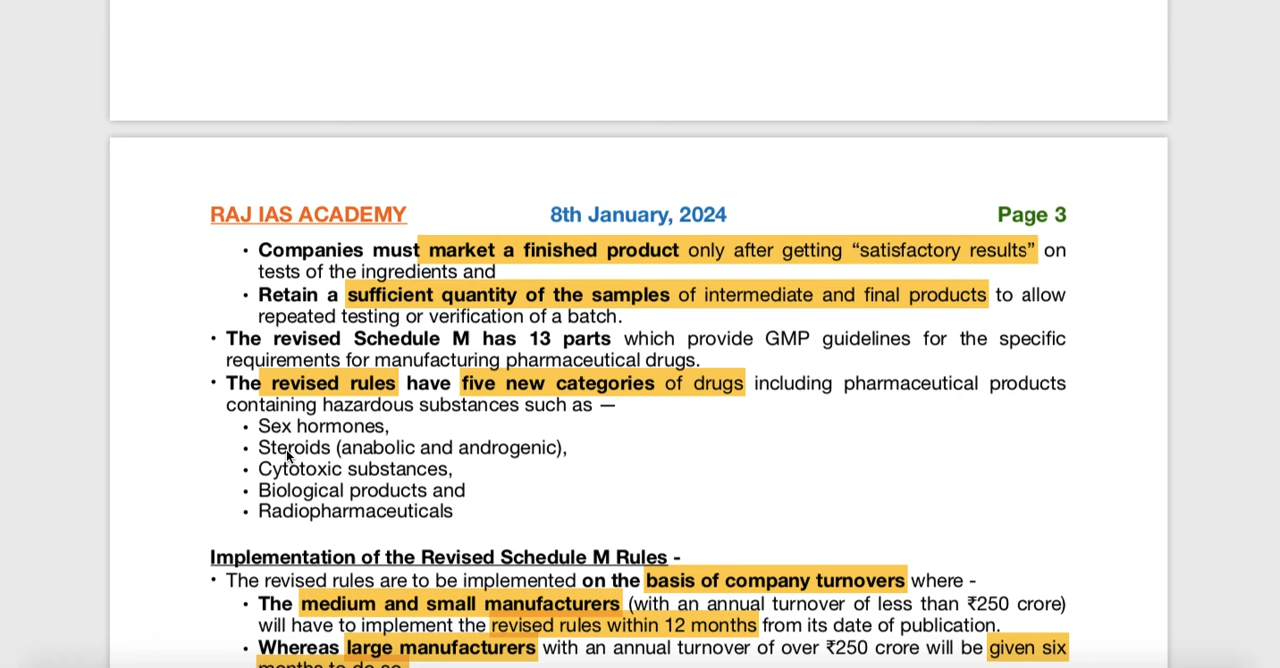 RAJ IAS ACADEMY 8th January, 2024 Page 3
• Companies must market a finished product only after getting “satisfactory results” on
tests of the ingredients and
• Retain a sufficient quantity of the samples of intermediate and final products to allow
repeated testing or verification of a batch.
• The revised Schedule M has 13 parts which provide GMP guidelines for the specific
requirements for manufacturing pharmaceutical drugs.
• The revised rules have five new categories of drugs including pharmaceutical products
containing hazardous substances such as —
• Sex hormones,
• Steroids (anabolic and androgenic),
• Cytotoxic substances,
• Biological products and
• Radiopharmaceuticals
Implementation of the Revised Schedule M Rules -
• The revised rules are to be implemented on the basis of company turnovers where -
• The medium and small manufacturers (with an annual turnover of less than ₹250 crore)
will have to implement the revised rules within 12 months from its date of publication.
• Whereas large manufacturers with an annual turnover of over ₹250 crore will be given six
months to do so.